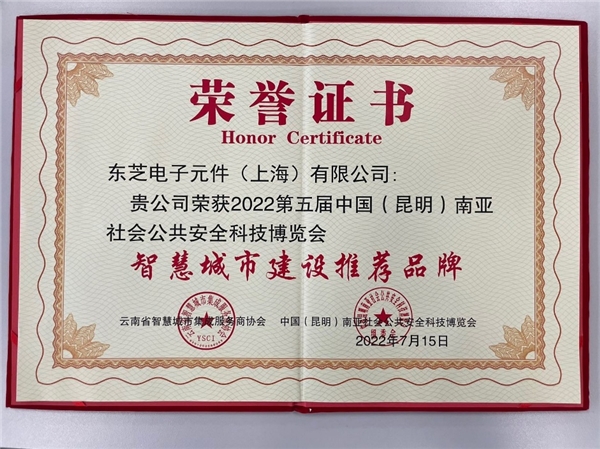 荣誉证书
Honor Certificate
东芝电子元件（上海）有限公司：
贵公司荣获2022第五届中国（昆明）南亚
社会公共安全科技博览会
智慧城市建设推荐品牌
云南省智慧城市集成服务商协会 中国（昆明）南亚社会公共安全科技博览会
YSCI
组委会
2022年7月15日